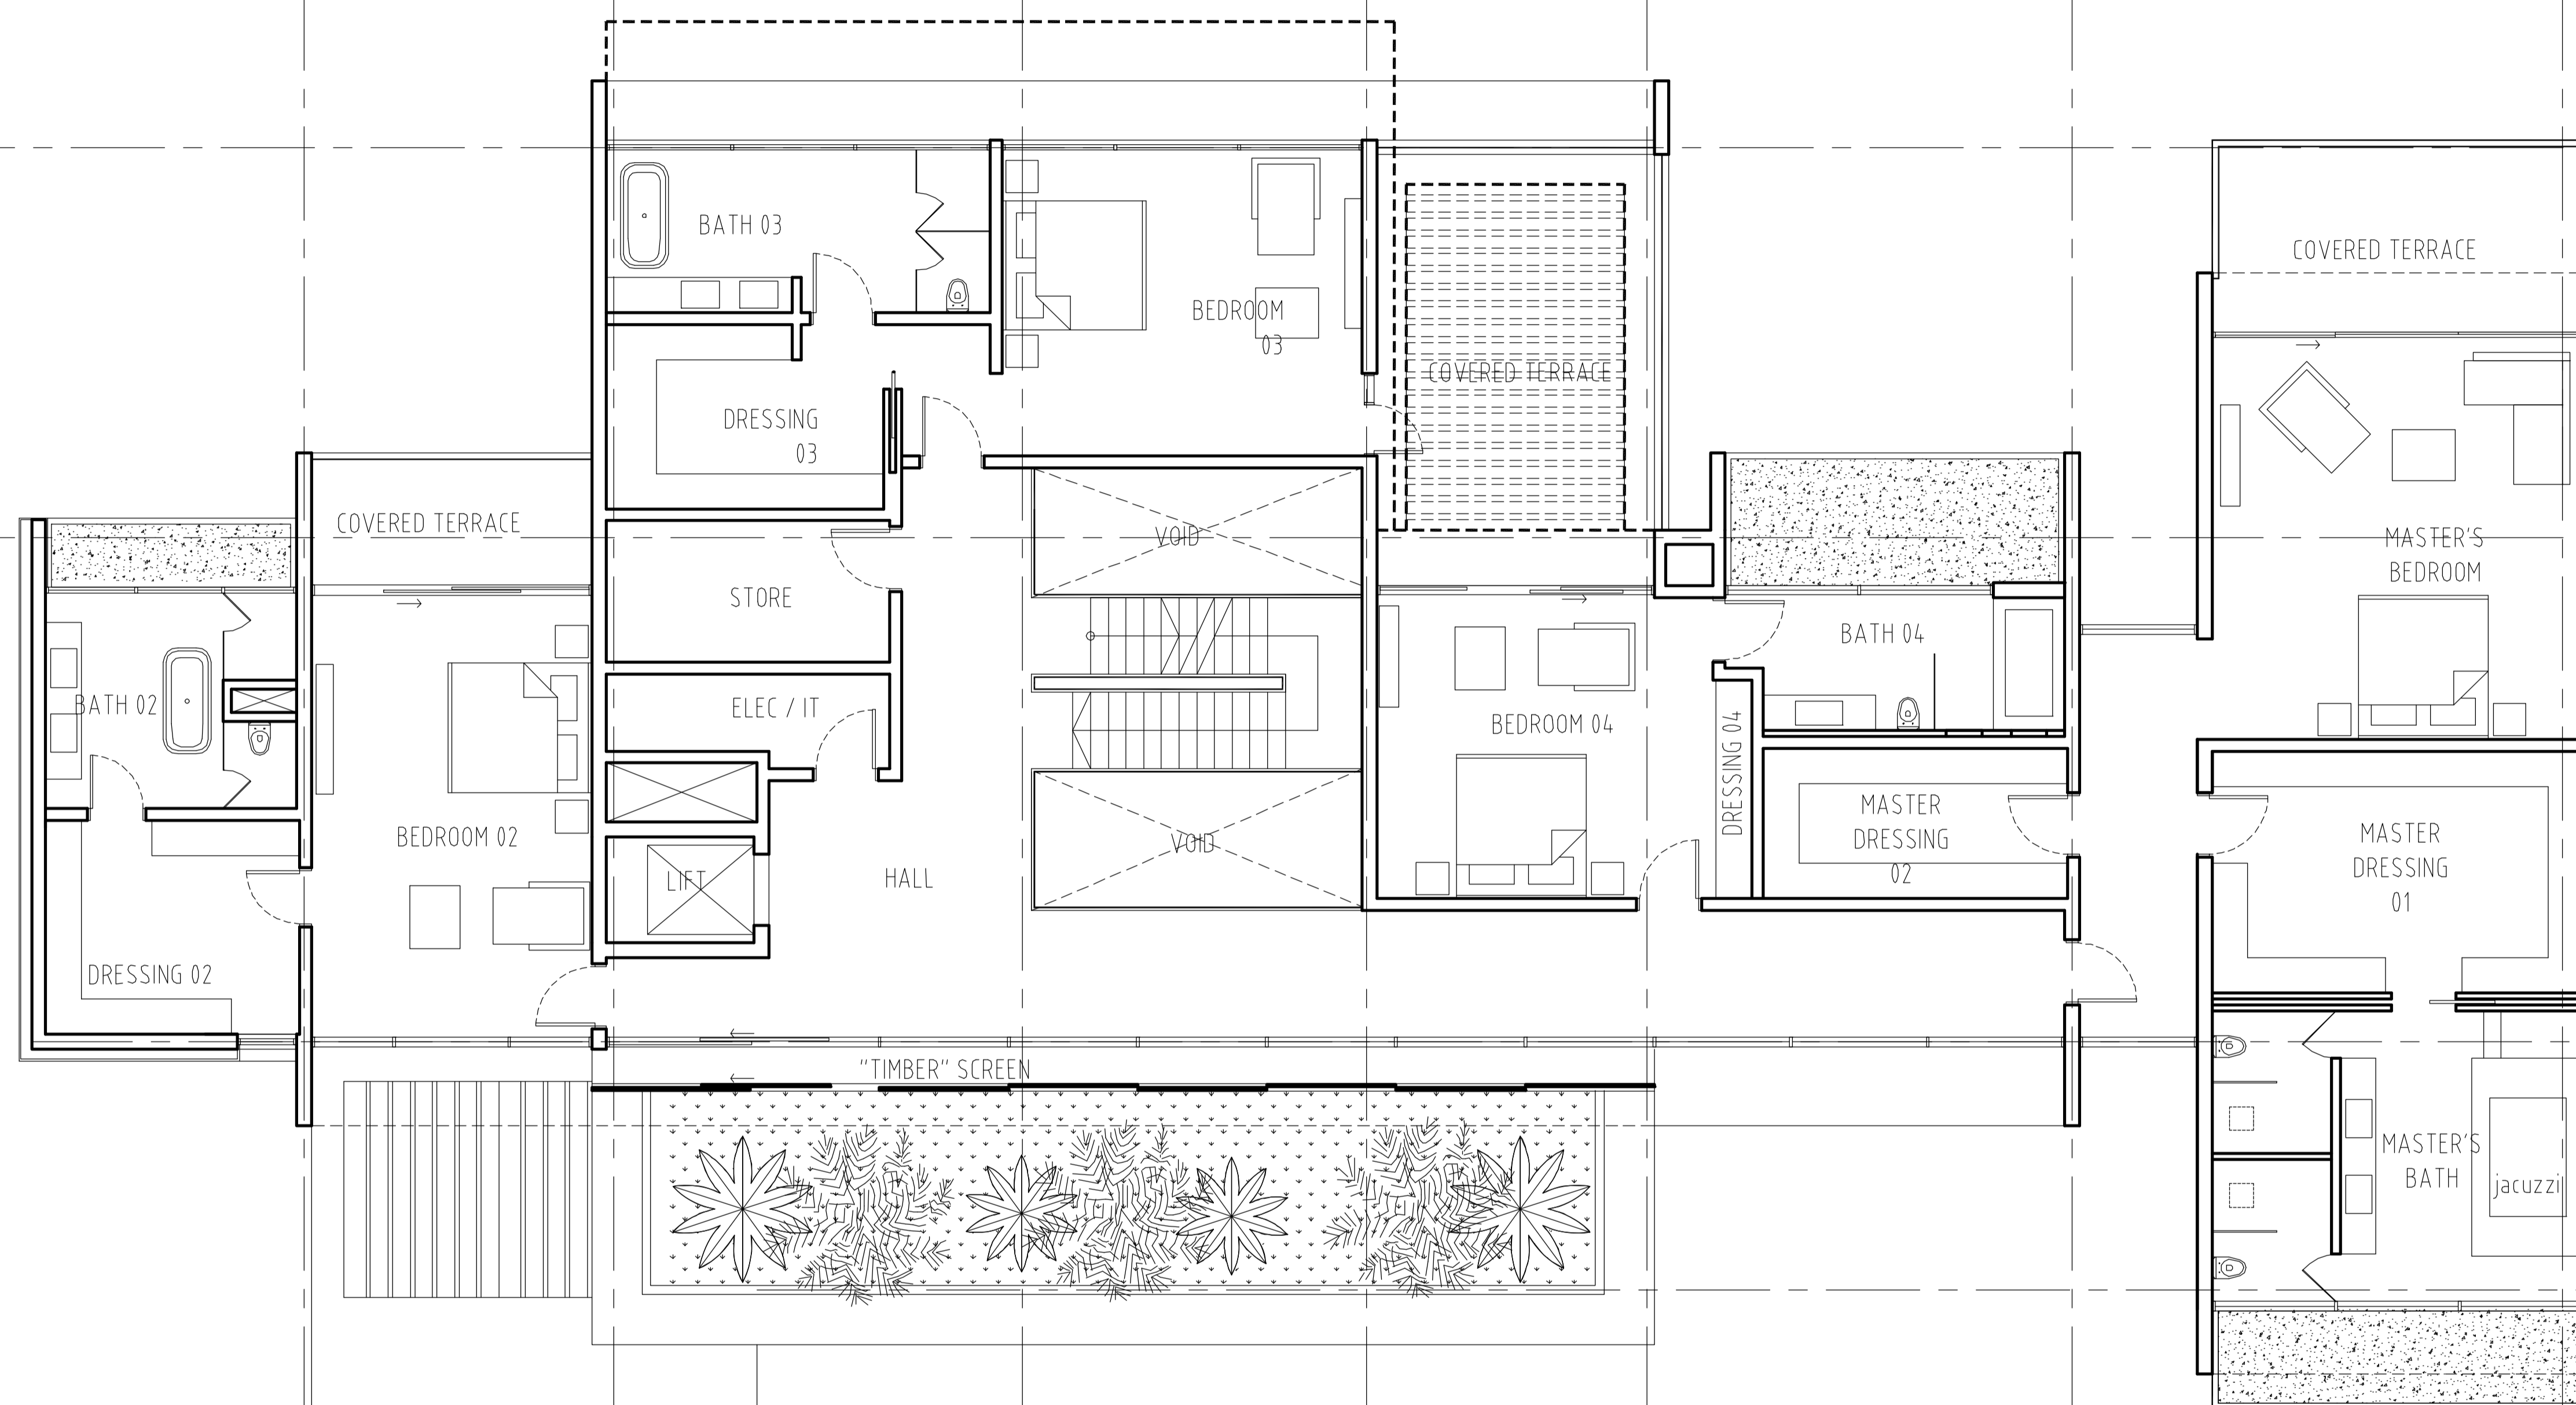 BATH 03
BEDROOM
03
COVERED TERRACE
DRESSING
03
COVERED TERRACE
COVERED TERRACE
VOID
STORE
MASTER'S
BEDROOM
BATH 04
BATH 02
ELEC / IT
BEDROOM 04
DRESSING 04
BEDROOM 02
VOID
LIFT
HALL
MASTER
DRESSING
02
MASTER
DRESSING
01
DRESSING 02
"TIMBER" SCREEN
MASTER'S
BATH
jacuzzi